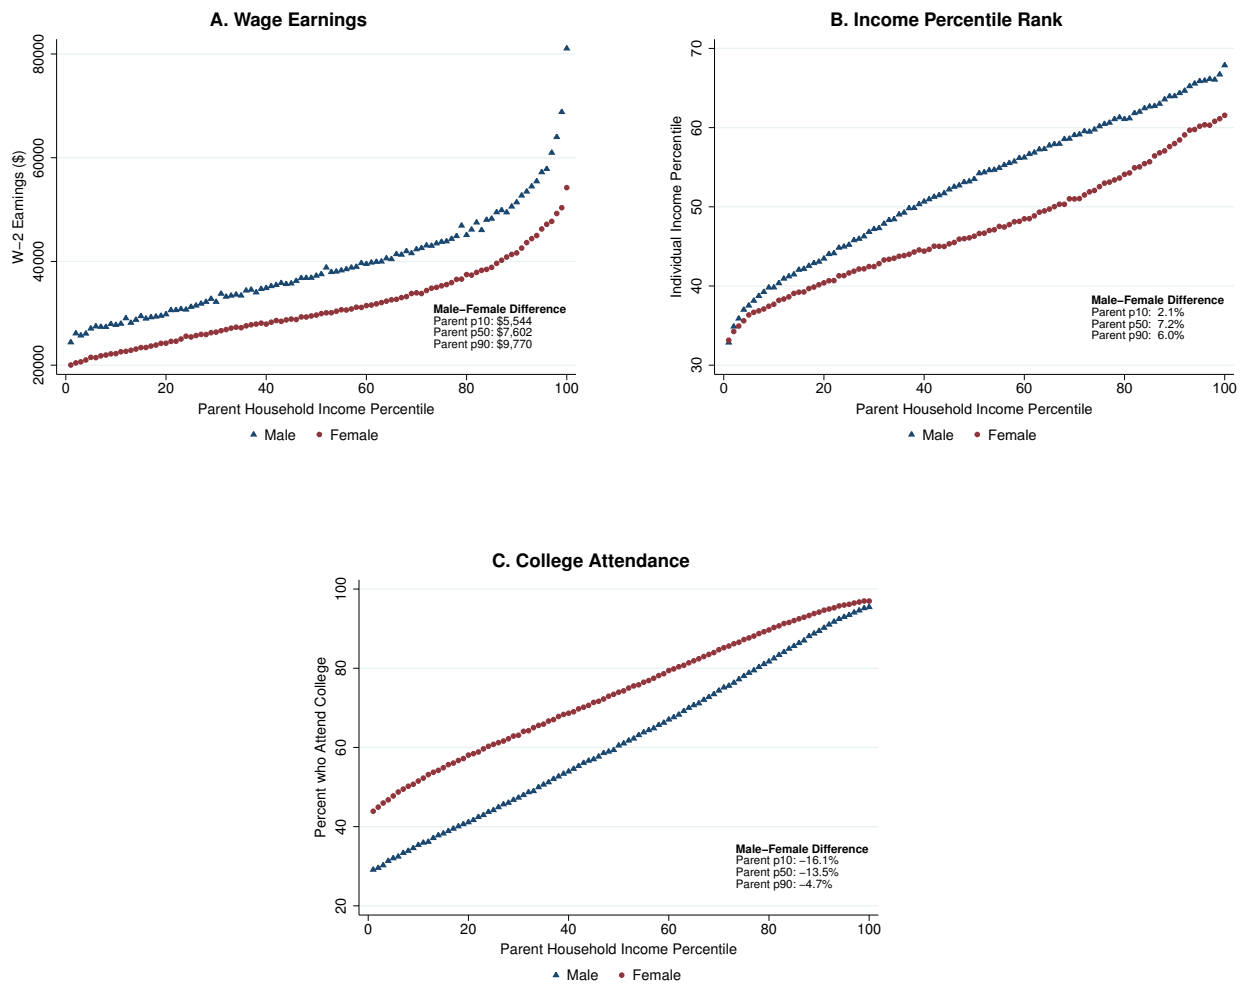 A. Wage Earnings
W−2 Earnings ($)
80000
60000
40000
20000
Male−Female Difference
Parent p10: $5,544
Parent p50: $7,602
Parent p90: $9,770
0 20 40 60 80 100
Parent Household Income Percentile
Male Female
B. Income Percentile Rank
Individual Income Percentile
70
60
50
40
30
Male−Female Difference
Parent p10: 2.1%
Parent p50: 7.2%
Parent p90: 6.0%
0 20 40 60 80 100
Parent Household Income Percentile
Male Female
C. College Attendance
Percent who Attend College
100
80
60
40
20
Male−Female Difference
Parent p10: −16.1%
Parent p50: −13.5%
Parent p90: −4.7%
0 20 40 60 80 100
Parent Household Income Percentile
Male Female